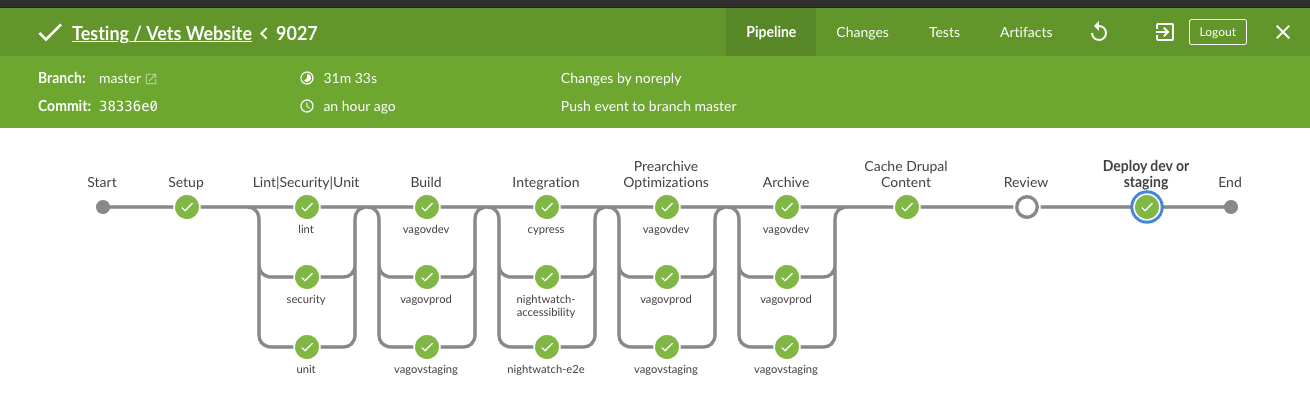 Testing / Vets Website < 9027
Pipeline
Changes
Tests
Artifacts
Logout
Branch: master
31m 33s
Changes by noreply
Commit: 38336e0
an hour ago
Push event to branch master
Start
Setup
Lint|Security|Unit
Build
Integration
Prearchive
Optimizations
Archive
Cache Drupal
Content
Review
Deploy dev or
staging
End
lint
vagovdev
cypress
vagovdev
vagovdev
security
vagovprod
nightwatch-
accessibility
vagovprod
vagovprod
unit
vagovstaging
nightwatch-e2e
vagovstaging
vagovstaging